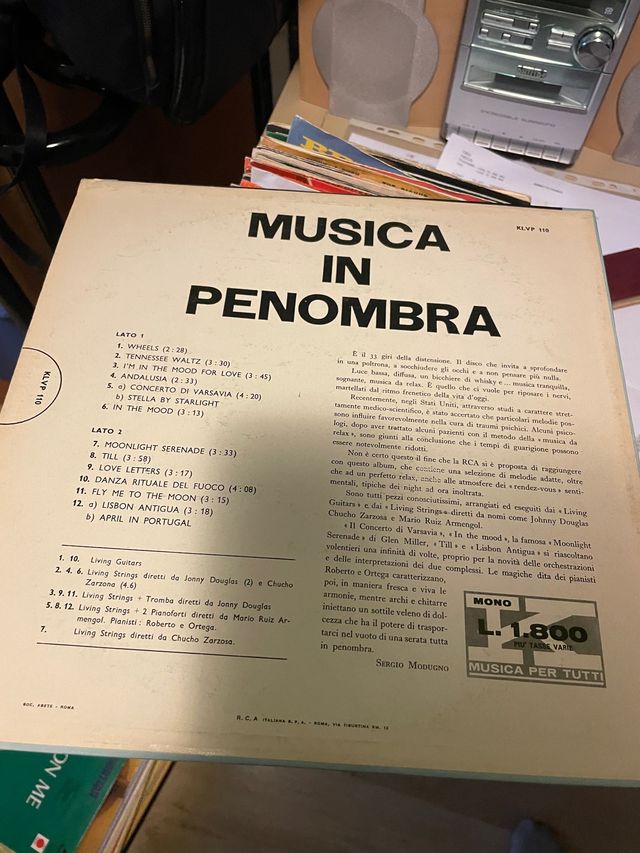 MUSICA
IN
PENOMBRA
KLVP 110
KLVP 110
LATO 1
1. WHEELS (2 : 28)
2. TENNESSEE WALTZ (3 : 30)
3. I'M IN THE MOOD FOR LOVE (3 : 45)
4. ANDALUSIA (2 : 33)
5. a) CONCERTO DI VARSAVIA (4 : 20)
b) STELLA BY STARLIGHT
6. IN THE MOOD (3 : 13)
LATO 2
7. MOONLIGHT SERENADE (3 : 33)
8. TILL (3 : 58)
9. LOVE LETTERS (3 : 17)
10. DANZA RITUALE DEL FUOCO (4 : 08)
11. FLY ME TO THE MOON (3 : 15)
12. a) LISBON ANTIGUA (3 : 18)
b) APRIL IN PORTUGAL
1. 10. Living Guitars
2. 4. 6. Living Strings diretti da Jonny Douglas (2) e Chucho
Zarzona (4.6)
3. 9. 11. Living Strings + Tromba diretti da Jonny Douglas
5. 8. 12. Living Strings + 2 Pianoforti diretti da Mario Ruiz Ar-
mengol. Pianisti: Roberto e Ortega.
7. Living Strings diretti da Chucho Zarzosa.
È il 33 giri della distensione. Il disco che invita a sprofondare
in una poltrona, a socchiudere gli occhi e a non pensare più nulla.
Luce bassa, diffusa, un bicchiere di whisky e... musica tranquilla,
sognante, musica da relax. È quello che ci vuole per riposare i nervi,
martellati dal ritmo frenetico della vita d'oggi.
Recentemente, negli Stati Uniti, attraverso studi a carattere stret-
tamente medico-scientifico, è stato accertato che particolari melodie pos-
sono influire favorevolmente nella cura di traumi psichici. Alcuni psico-
logi, dopo aver trattato alcuni pazienti con il metodo della « musica da
relax », sono giunti alla conclusione che i tempi di guarigione possono
essere notevolmente ridotti.
Non è certo questo il fine che la RCA si è proposta di raggiungere
con questo album, che contiene una selezione di melodie adatte, oltre
che ad un perfetto relax, anche alle atmosfere dei « rendez-vous » senti-
mentali, tipiche dei night ad ora inoltrata.
Sono tutti pezzi conosciutissimi, arrangiati ed eseguiti dai « Living
Guitars » e dai « Living Strings » diretti da nomi come Johnny Douglas
Chucho Zarzosa e Mario Ruiz Armengol.
« Il Concerto di Varsavia », « In the mood », la famosa « Moonlight
Serenade » di Glen Miller, « Till » e « Lisbon Antigua » si riascoltano
volentieri una infinità di volte, proprio per la novità delle orchestrazioni
e delle interpretazioni dei due complessi. Le magiche dita dei pianisti
Roberto e Ortega caratterizzano,
poi, in maniera fresca e viva le
armonie, mentre archi e chitarre
iniettano un sottile veleno di dol-
cezza che ha il potere di traspor-
tarci nel vuoto di una serata tutta
in penombra.
SERGIO MODUGNO
MONO
L. 1.800
PIU' TASSE VARIE
MUSICA PER TUTTI
SOC. ABETE - ROMA
R. C. A ITALIANA S. P. A. - ROMA, VIA TIBURTINA KM. 12
ON ME